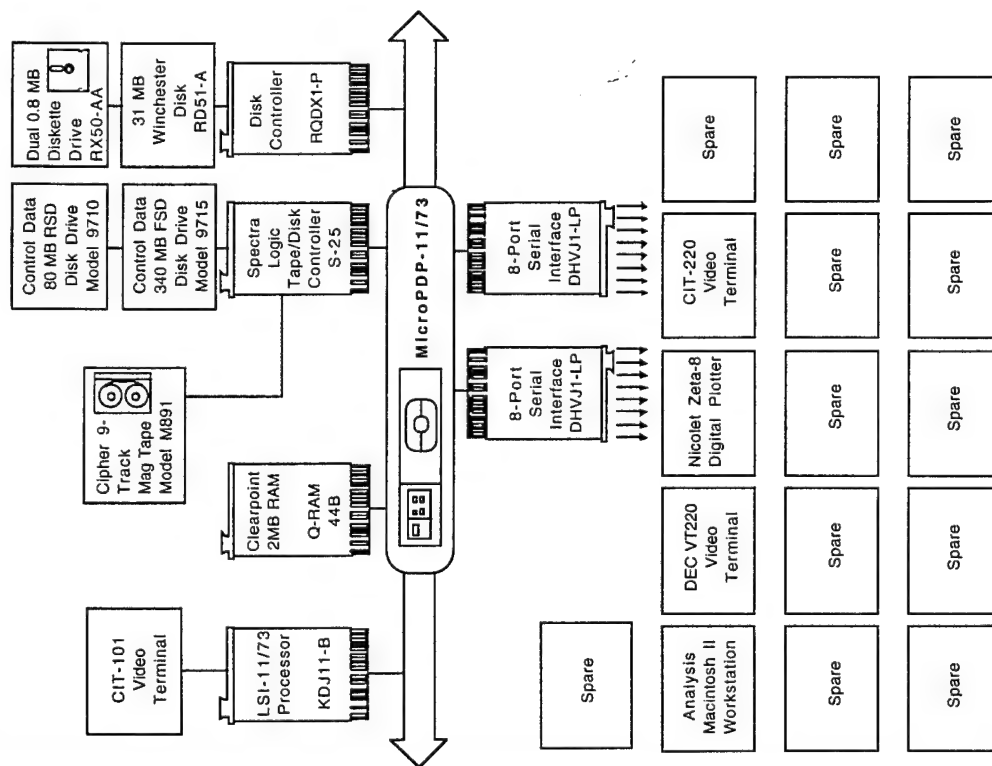 CIT-101
Video
Terminal
LSI-11/73
Processor
KDJ11-B
Clearpoint
2MB RAM
Q-RAM
44B
Cipher 9-
Track
Mag Tape
Model M891
Control Data
80 MB RSD
Disk Drive
Model 9710
Control Data
340 MB FSD
Disk Drive
Model 9715
Spectra
Logic
Tape/Disk
Controller
S-25
Dual 0.8 MB
Diskette
Drive
RX50-AA
31 MB
Winchester
Disk
RD51-A
Disk
Controller
RQDX1-P
MicroPDP-11/73
8-Port
Serial
Interface
DHVJ1-LP
8-Port
Serial
Interface
DHVJ1-LP
Spare
Analysis
Macintosh II
Workstation
DEC VT220
Video
Terminal
Nicolet Zeta-8
Digital Plotter
CIT-220
Video
Terminal
Spare
Spare
Spare
Spare
Spare
Spare
Spare
Spare
Spare
Spare
Spare